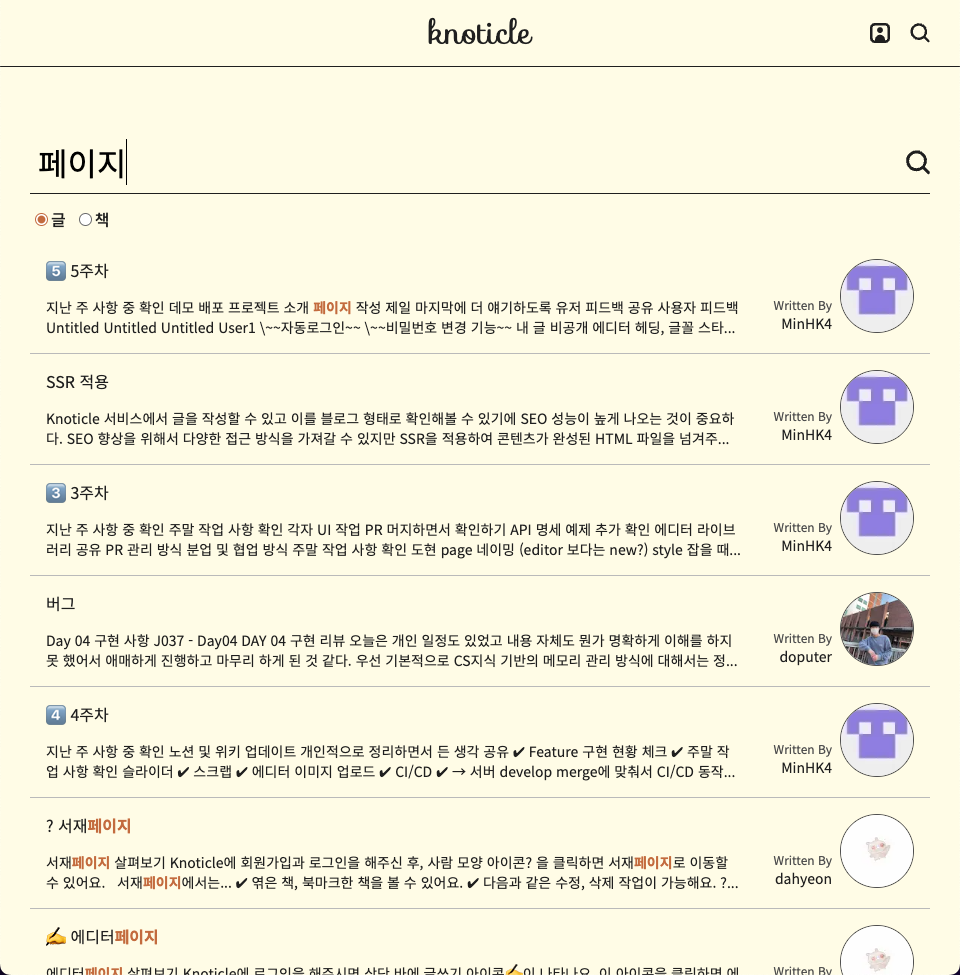 knoticle
페이지
글 책
5 5주차
지난 주 사항 중 확인 데모 배포 프로젝트 소개 페이지 작성 제일 마지막에 더 얘기하도록 유저 피드백 공유 사용자 피드백
Untitled Untitled Untitled User1 \~~자동로그인~~ \~~비밀번호 변경 기능~~ 내 글 비공개 에디터 헤딩, 글꼴 스타...
Written By
MinHK4
SSR 적용
Knoticle 서비스에서 글을 작성할 수 있고 이를 블로그 형태로 확인해볼 수 있기에 SEO 성능이 높게 나오는 것이 중요하
다. SEO 향상을 위해서 다양한 접근 방식을 가져갈 수 있지만 SSR을 적용하여 콘텐츠가 완성된 HTML 파일을 넘겨주...
Written By
MinHK4
3 3주차
지난 주 사항 중 확인 주말 작업 사항 확인 각자 UI 작업 PR 머지하면서 확인하기 API 명세 예제 추가 확인 에디터 라이브
러리 공유 PR 관리 방식 분업 및 협업 방식 주말 작업 사항 확인 도현 page 네이밍 (editor 보다는 new?) style 잡을 때...
Written By
MinHK4
버그
Day 04 구현 사항 J037 - Day04 DAY 04 구현 리뷰 오늘은 개인 일정도 있었고 내용 자체도 뭔가 명확하게 이해를 하지
못 했어서 애매하게 진행하고 마무리 하게 된 것 같다. 우선 기본적으로 CS지식 기반의 메모리 관리 방식에 대해서는 정...
Written By
doputer
4 4주차
지난 주 사항 중 확인 노션 및 위키 업데이트 개인적으로 정리하면서 든 생각 공유 ✔ Feature 구현 현황 체크 ✔ 주말 작
업 사항 확인 슬라이더 ✔ 스크랩 ✔ 에디터 이미지 업로드 ✔ CI/CD ✔ → 서버 develop merge에 맞춰서 CI/CD 동작...
Written By
MinHK4
? 서재페이지
서재페이지 살펴보기 Knoticle에 회원가입과 로그인을 해주신 후, 사람 모양 아이콘? 을 클릭하면 서재페이지로 이동할
수 있어요. 서재페이지에서는... ✔ 엮은 책, 북마크한 책을 볼 수 있어요. ✔ 다음과 같은 수정, 삭제 작업이 가능해요. ?...
Written By
dahyeon
✍ 에디터페이지
에디터페이지 살펴보기 Knoticle에 로그인을 해주시면 상단 바에 글쓰기 아이콘✍이 나타나요. 이 아이콘을 클릭하면 에
Written By